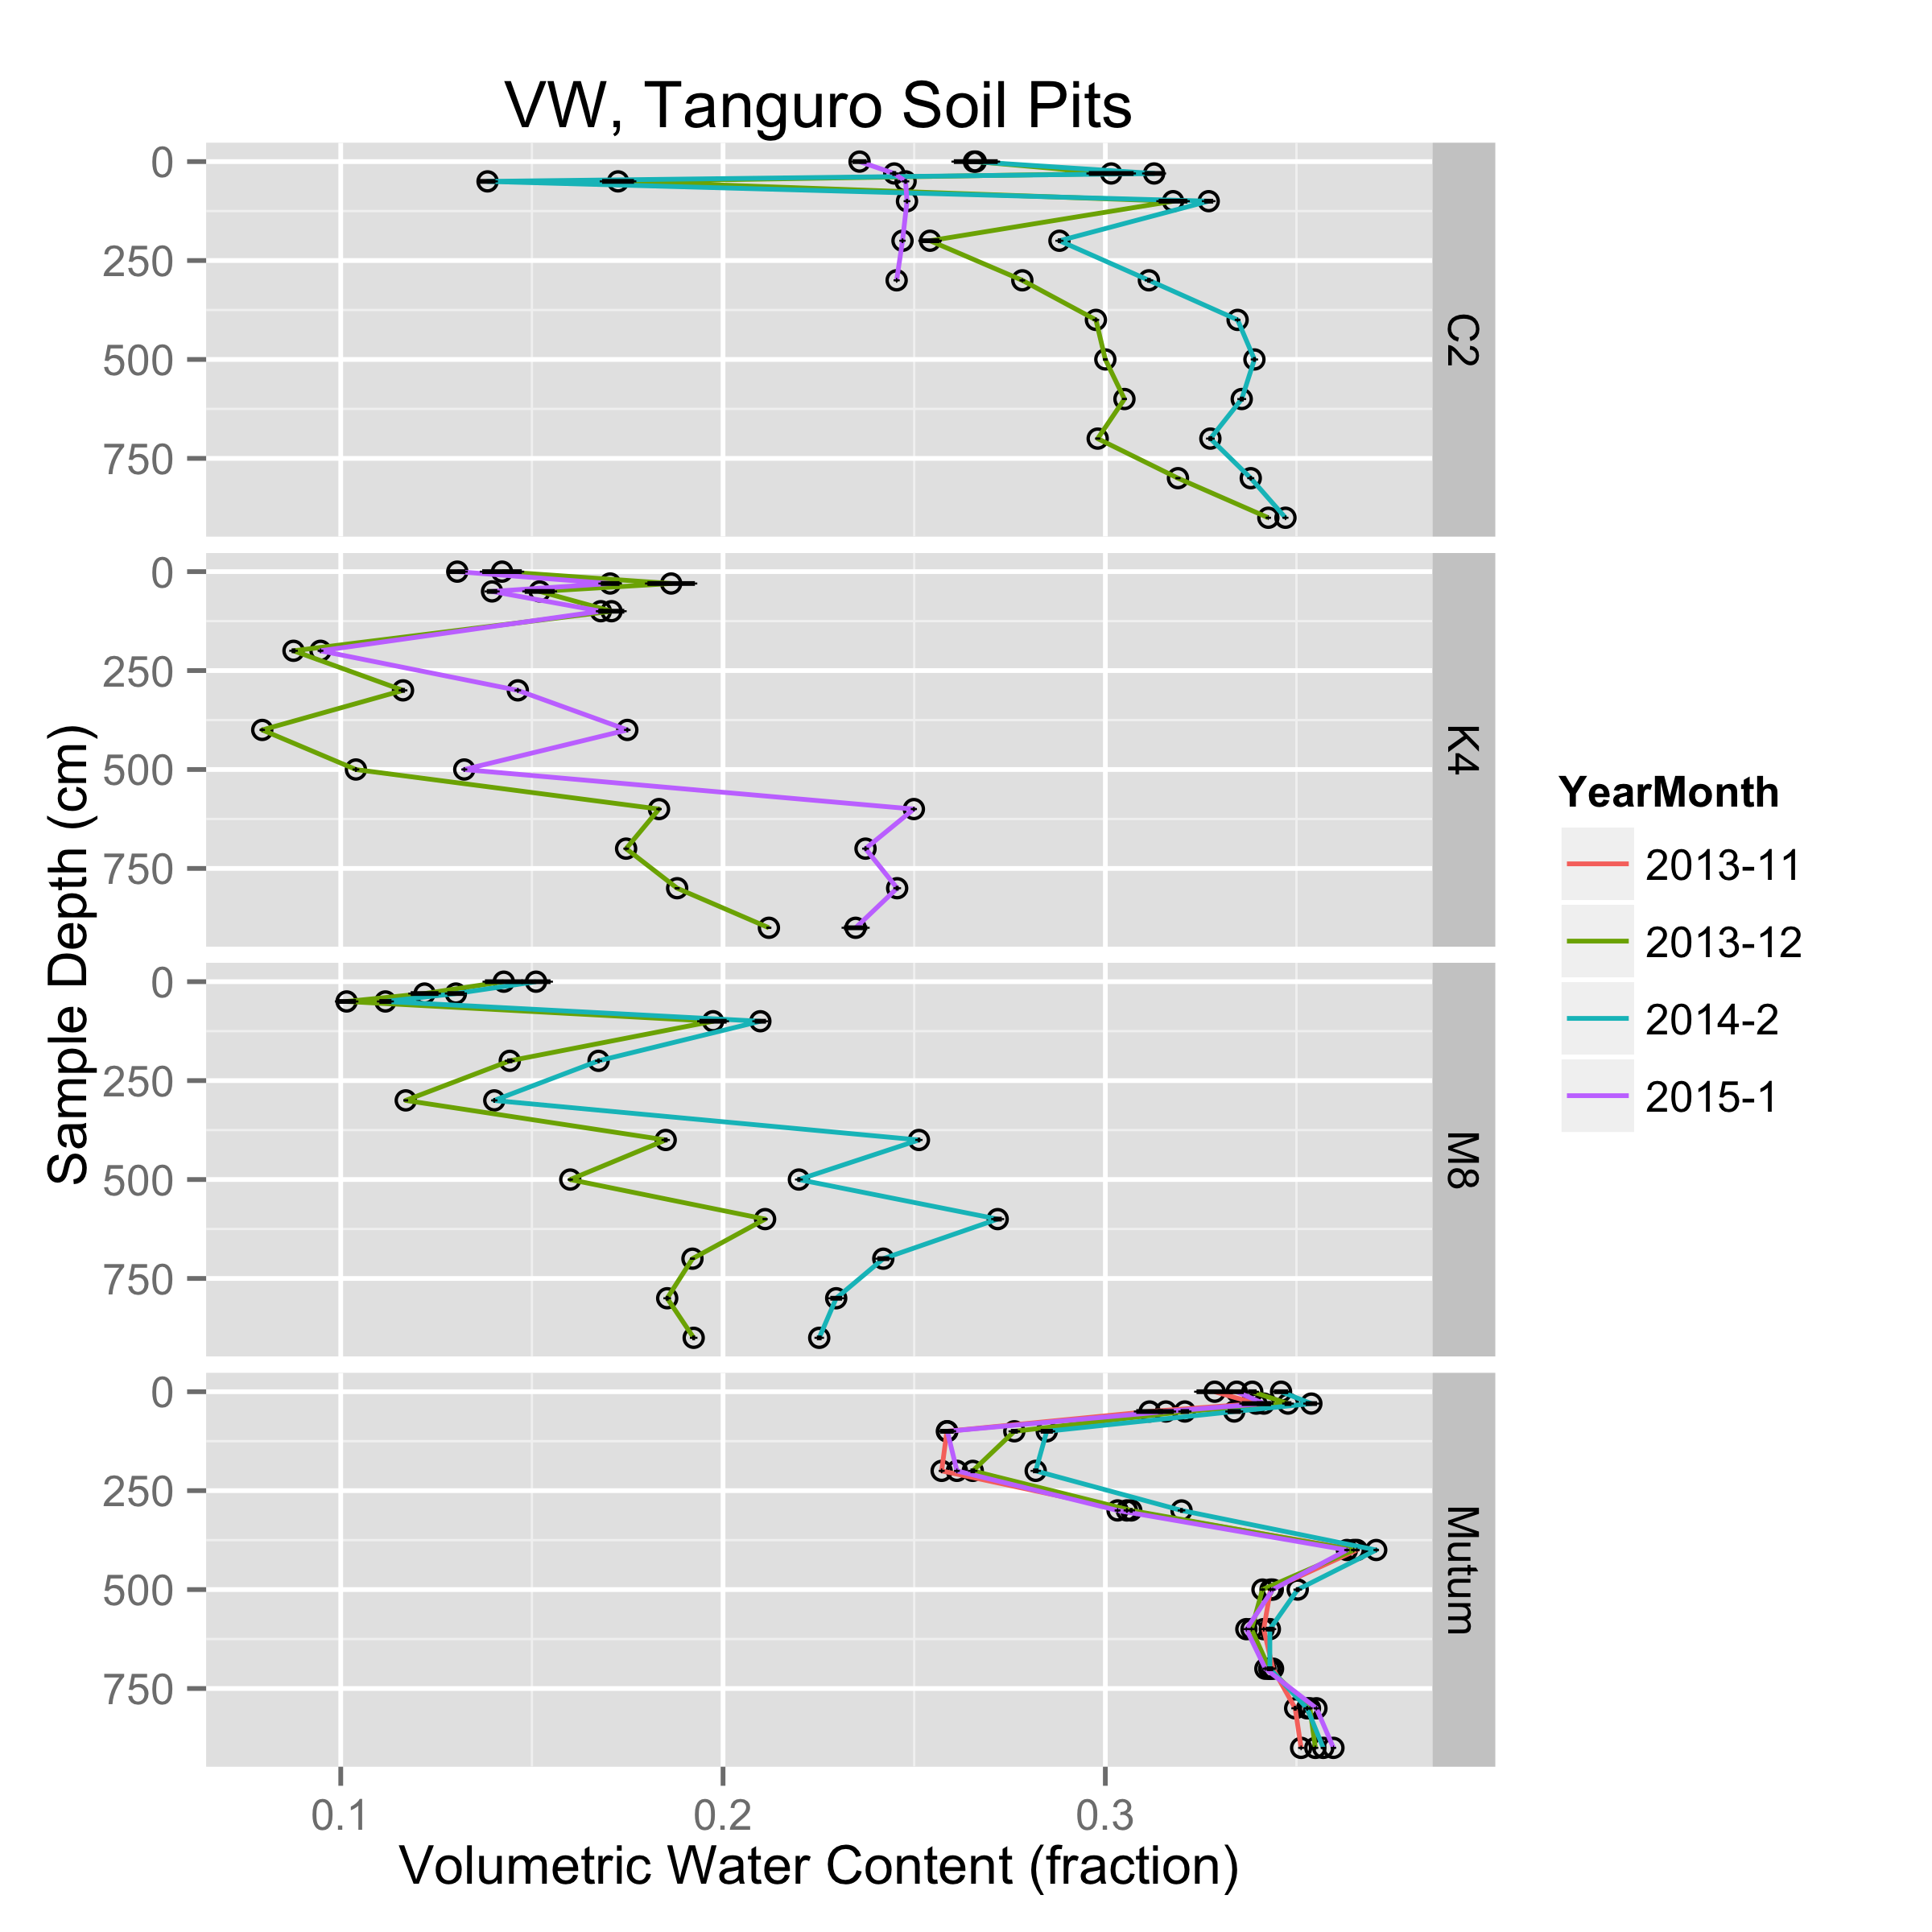 VW, Tanguro Soil Pits
0
250
500
750
C2
0
250
500
750
K4
0
250
500
750
M8
0
250
500
750
Mutum
0.1 0.2 0.3
Volumetric Water Content (fraction)
Sample Depth (cm)
YearMonth
2013-11
2013-12
2014-2
2015-1